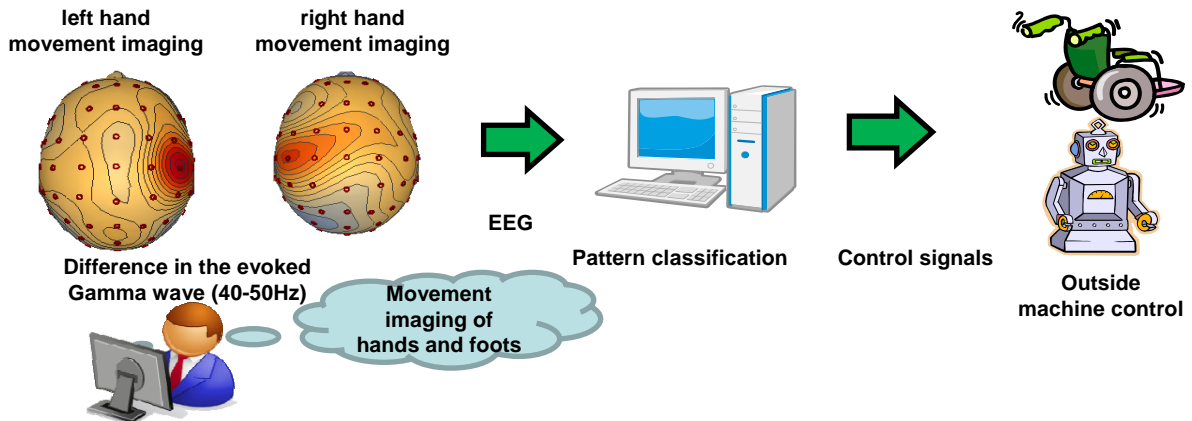 left hand
movement imaging
right hand
movement imaging
EEG
Pattern classification
Control signals
Outside
machine control
Difference in the evoked
Gamma wave (40-50Hz)
Movement
imaging of
hands and foots